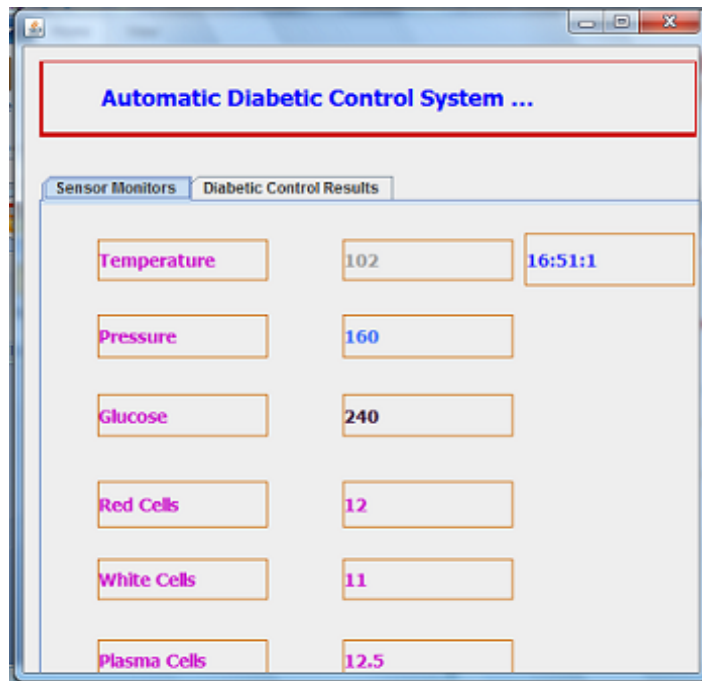 Automatic Diabetic Control System ...
Sensor Monitors Diabetic Control Results
Temperature 102 16:51:1
Pressure 160
Glucose 240
Red Cells 12
White Cells 11
Plasma Cells 12.5